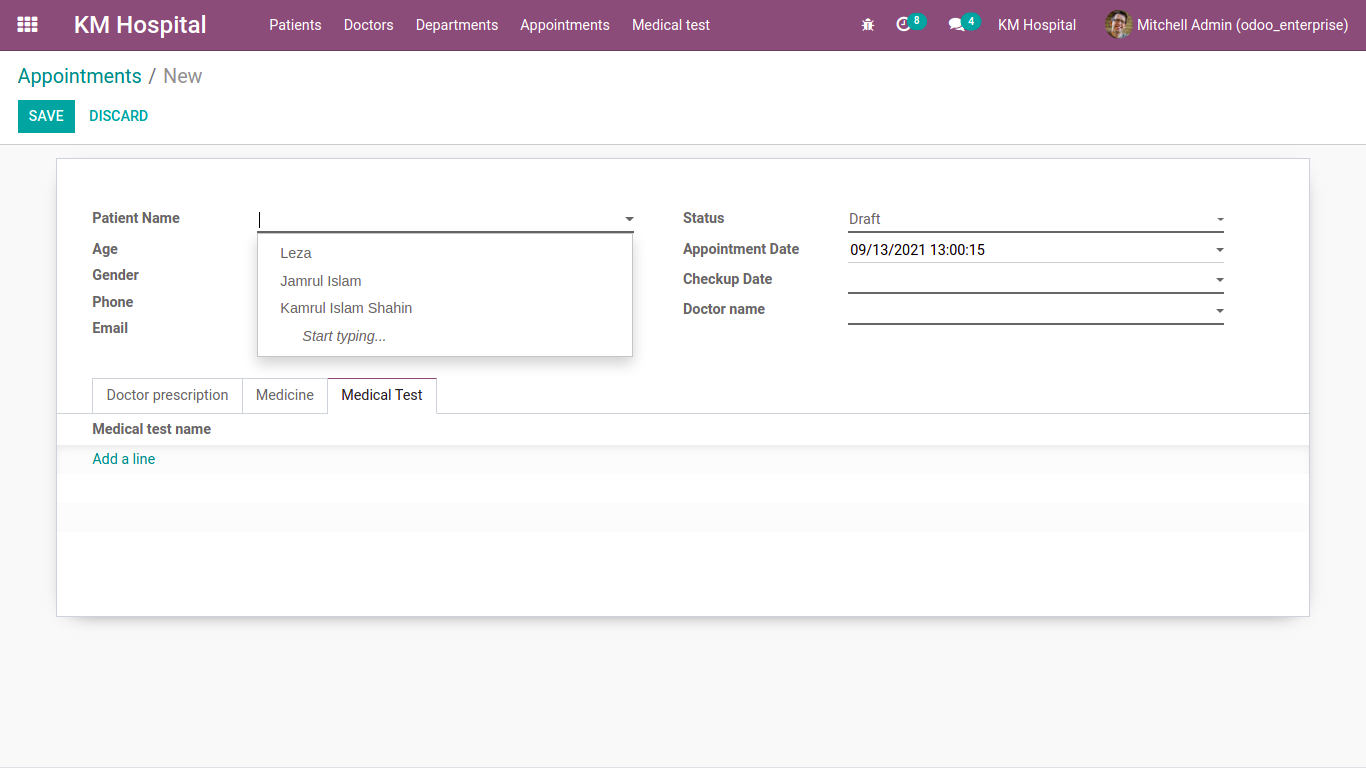 KM Hospital Patients Doctors Departments Appointments Medical test 8 4 KM Hospital Mitchell Admin (odoo_enterprise)
Appointments / New
SAVE DISCARD
Patient Name
Age
Gender
Phone
Email
Leza
Jamrul Islam
Kamrul Islam Shahin
Start typing...
Status Draft
Appointment Date 09/13/2021 13:00:15
Checkup Date
Doctor name
Doctor prescription Medicine Medical Test
Medical test name
Add a line